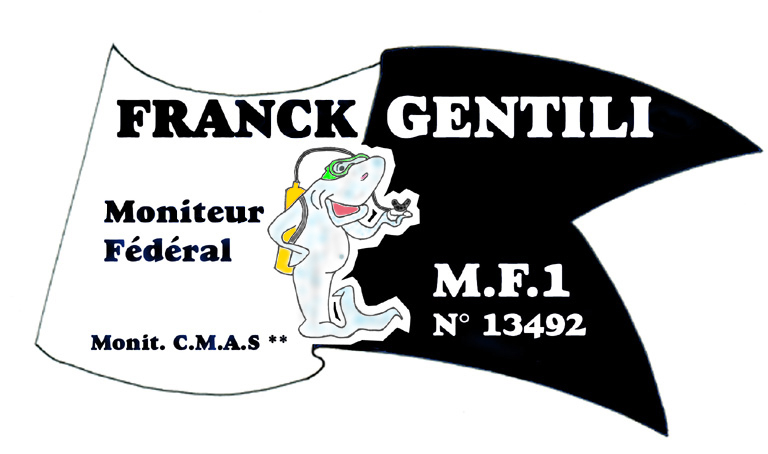 FRANCK GENTILI
Moniteur
Fédéral
M.F.1
N° 13492
Monit. C.M.A.S **